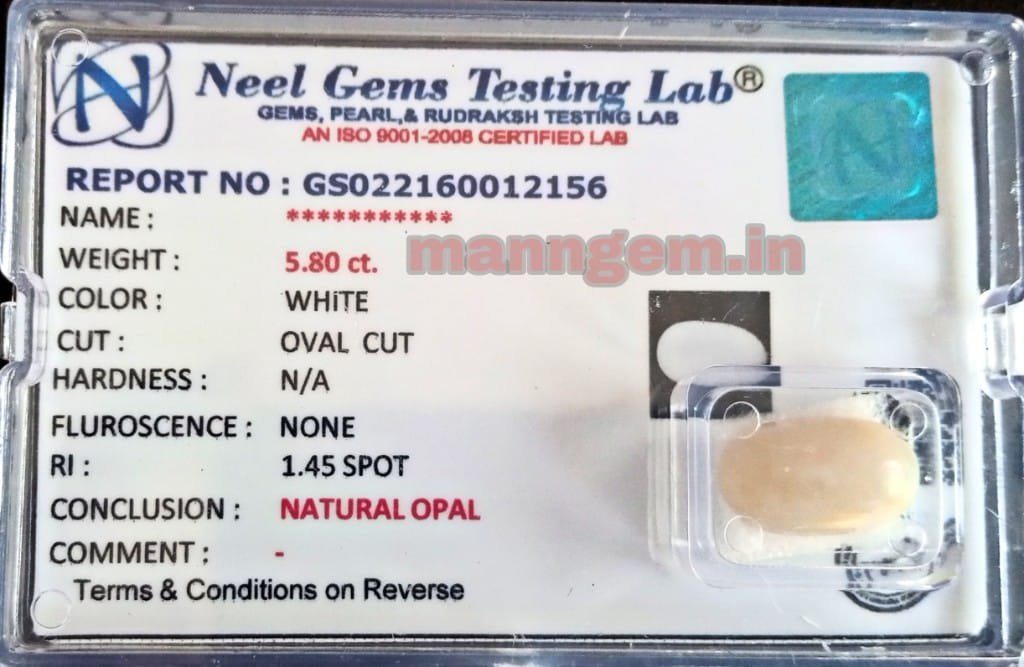 N Neel Gems Testing Lab®
GEMS, PEARL,& RUDRAKSH TESTING LAB
AN ISO 9001-2008 CERTIFIED LAB
REPORT NO : GS022160012156
NAME : ***********
WEIGHT : 5.80 ct.
manngem.in
COLOR : WHiTE
CUT : OVAL CUT
HARDNESS : N/A
FLUROSCENCE : NONE
RI : 1.45 SPOT
CONCLUSION : NATURAL OPAL
COMMENT : -
Terms & Conditions on Reverse